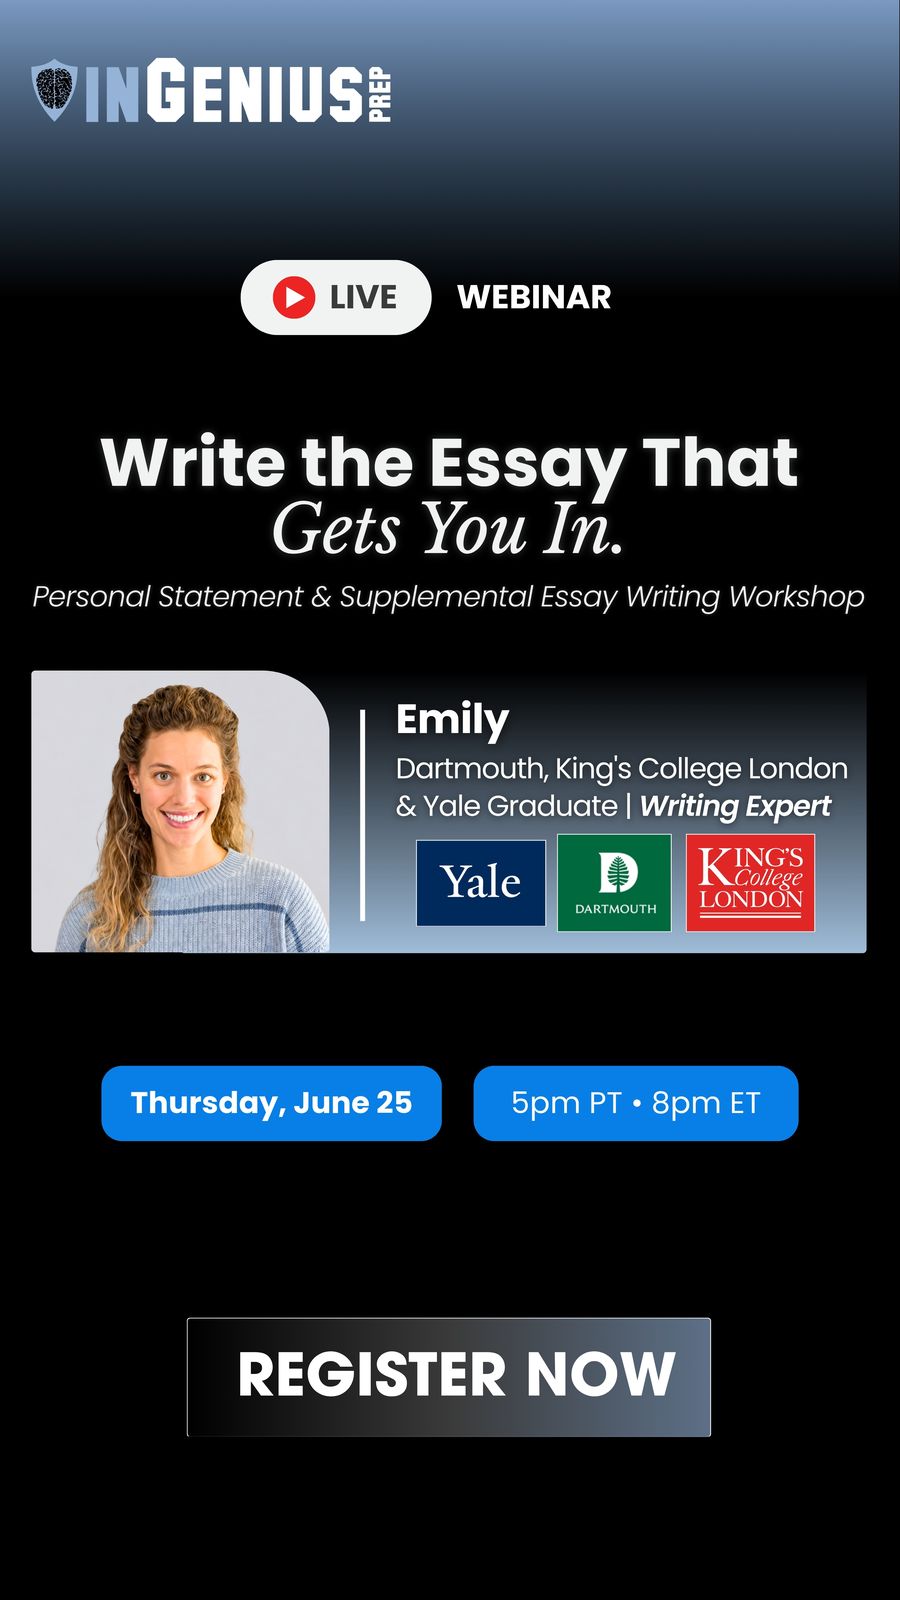 INGENIUS PREP
LIVE WEBINAR
Write the Essay That
Gets You In.
Personal Statement & Supplemental Essay Writing Workshop
Emily
Dartmouth, King's College London
& Yale Graduate | Writing Expert
Yale
DARTMOUTH
KING'S
College
LONDON
Thursday, June 25
5pm PT • 8pm ET
REGISTER NOW